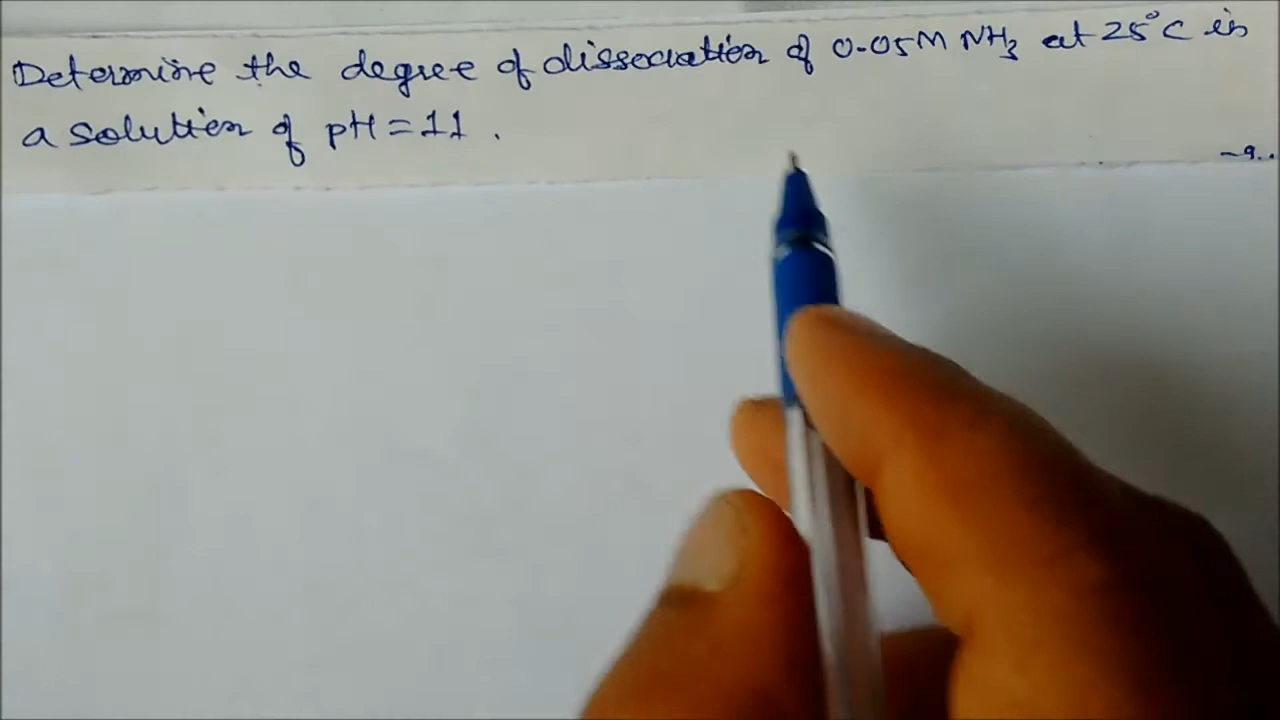 Determine the degree of dissociation of 0.05M NH₃ at 25°C in
a solution of pH = 11 .